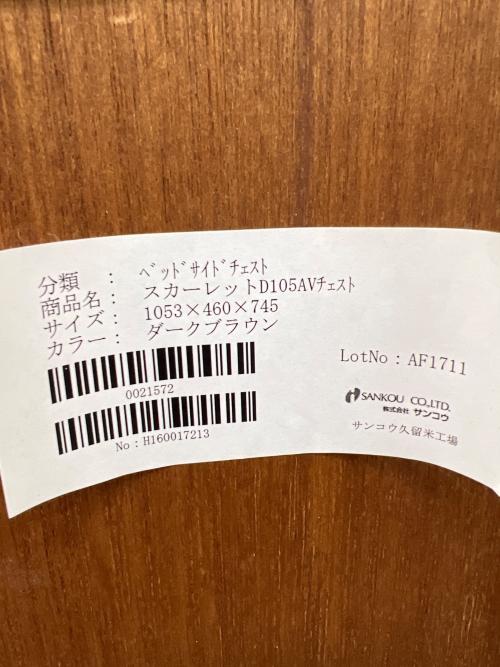 分類 : ﾍﾞｯﾄﾞｻｲﾄﾞﾁｪｽﾄ
商品名: スカーレットD105AVﾁｪｽﾄ
サイズ: 1053×460×745
カラー: ダークブラウン
0021572
No:H160017213
LotNo:AF1711
SANKOU CO.,LTD.
株式会社 サンコウ
サンコウ久留米工場